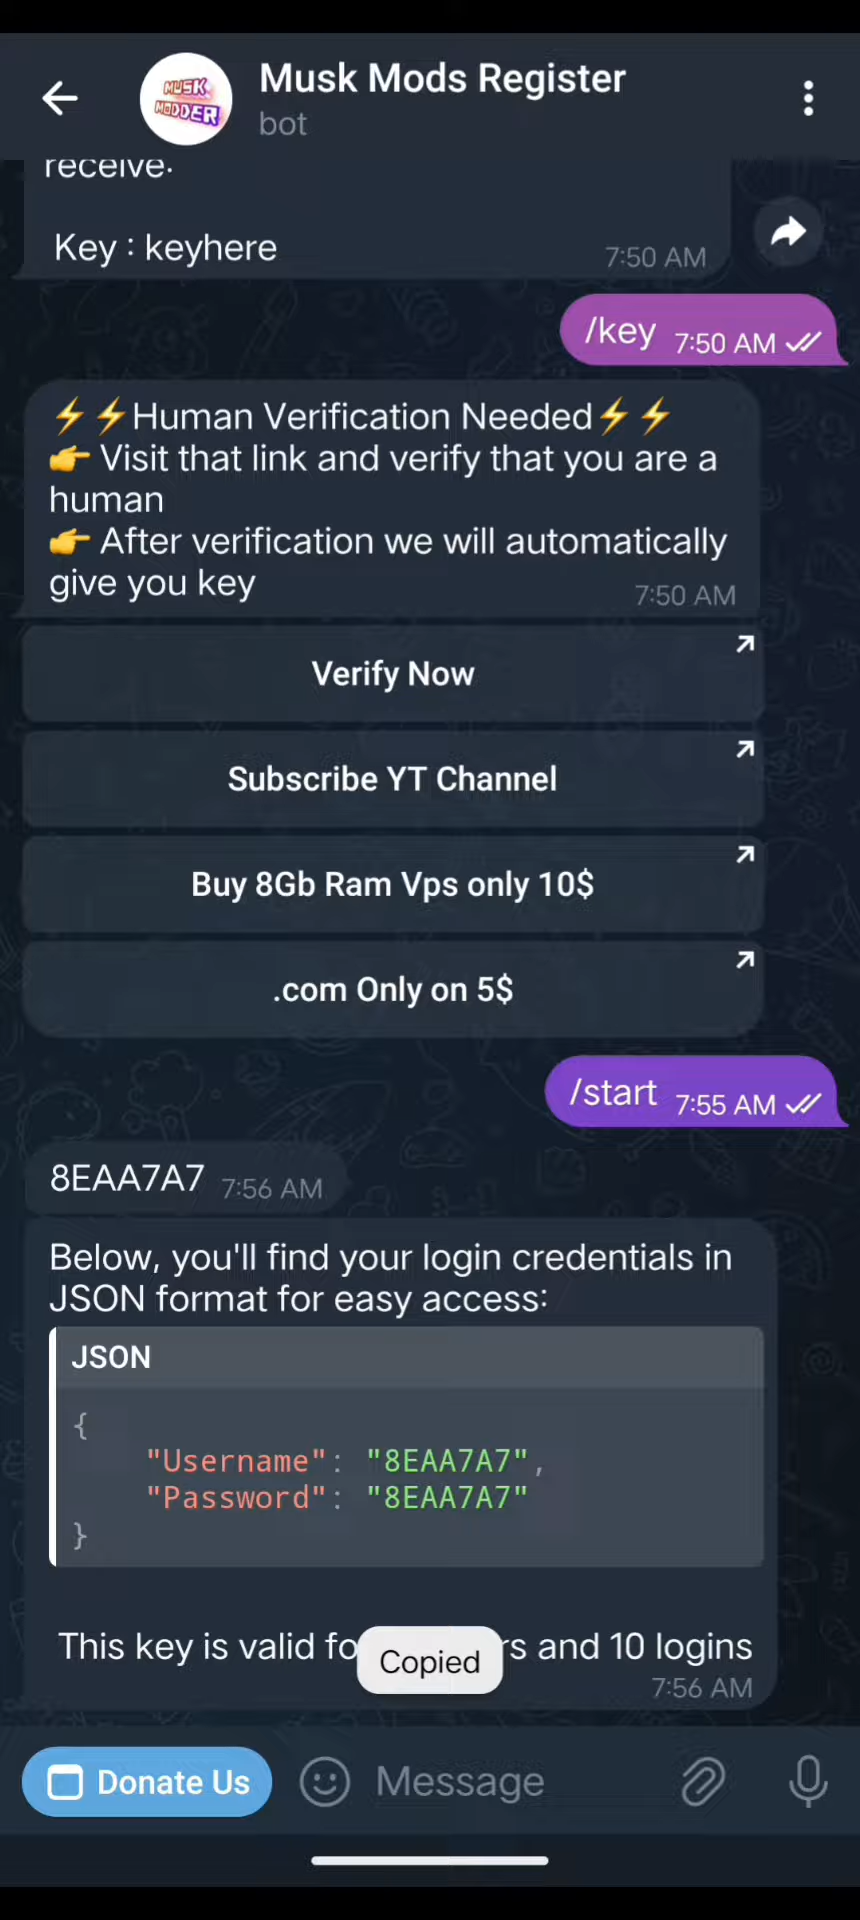 Musk Mods Register
MUSK
MODDER
bot
receive:
Key : keyhere
7:50 AM
/key 7:50 AM
⚡⚡Human Verification Needed⚡⚡
👉 Visit that link and verify that you are a
human
👉 After verification we will automatically
give you key
7:50 AM
Verify Now
Subscribe YT Channel
Buy 8Gb Ram Vps only 10$
.com Only on 5$
/start 7:55 AM
8EAA7A7 7:56 AM
Below, you'll find your login credentials in
JSON format for easy access:
JSON
{
"Username": "8EAA7A7",
"Password": "8EAA7A7"
}
This key is valid fo rs and 10 logins
Copied
7:56 AM
Donate Us
Message